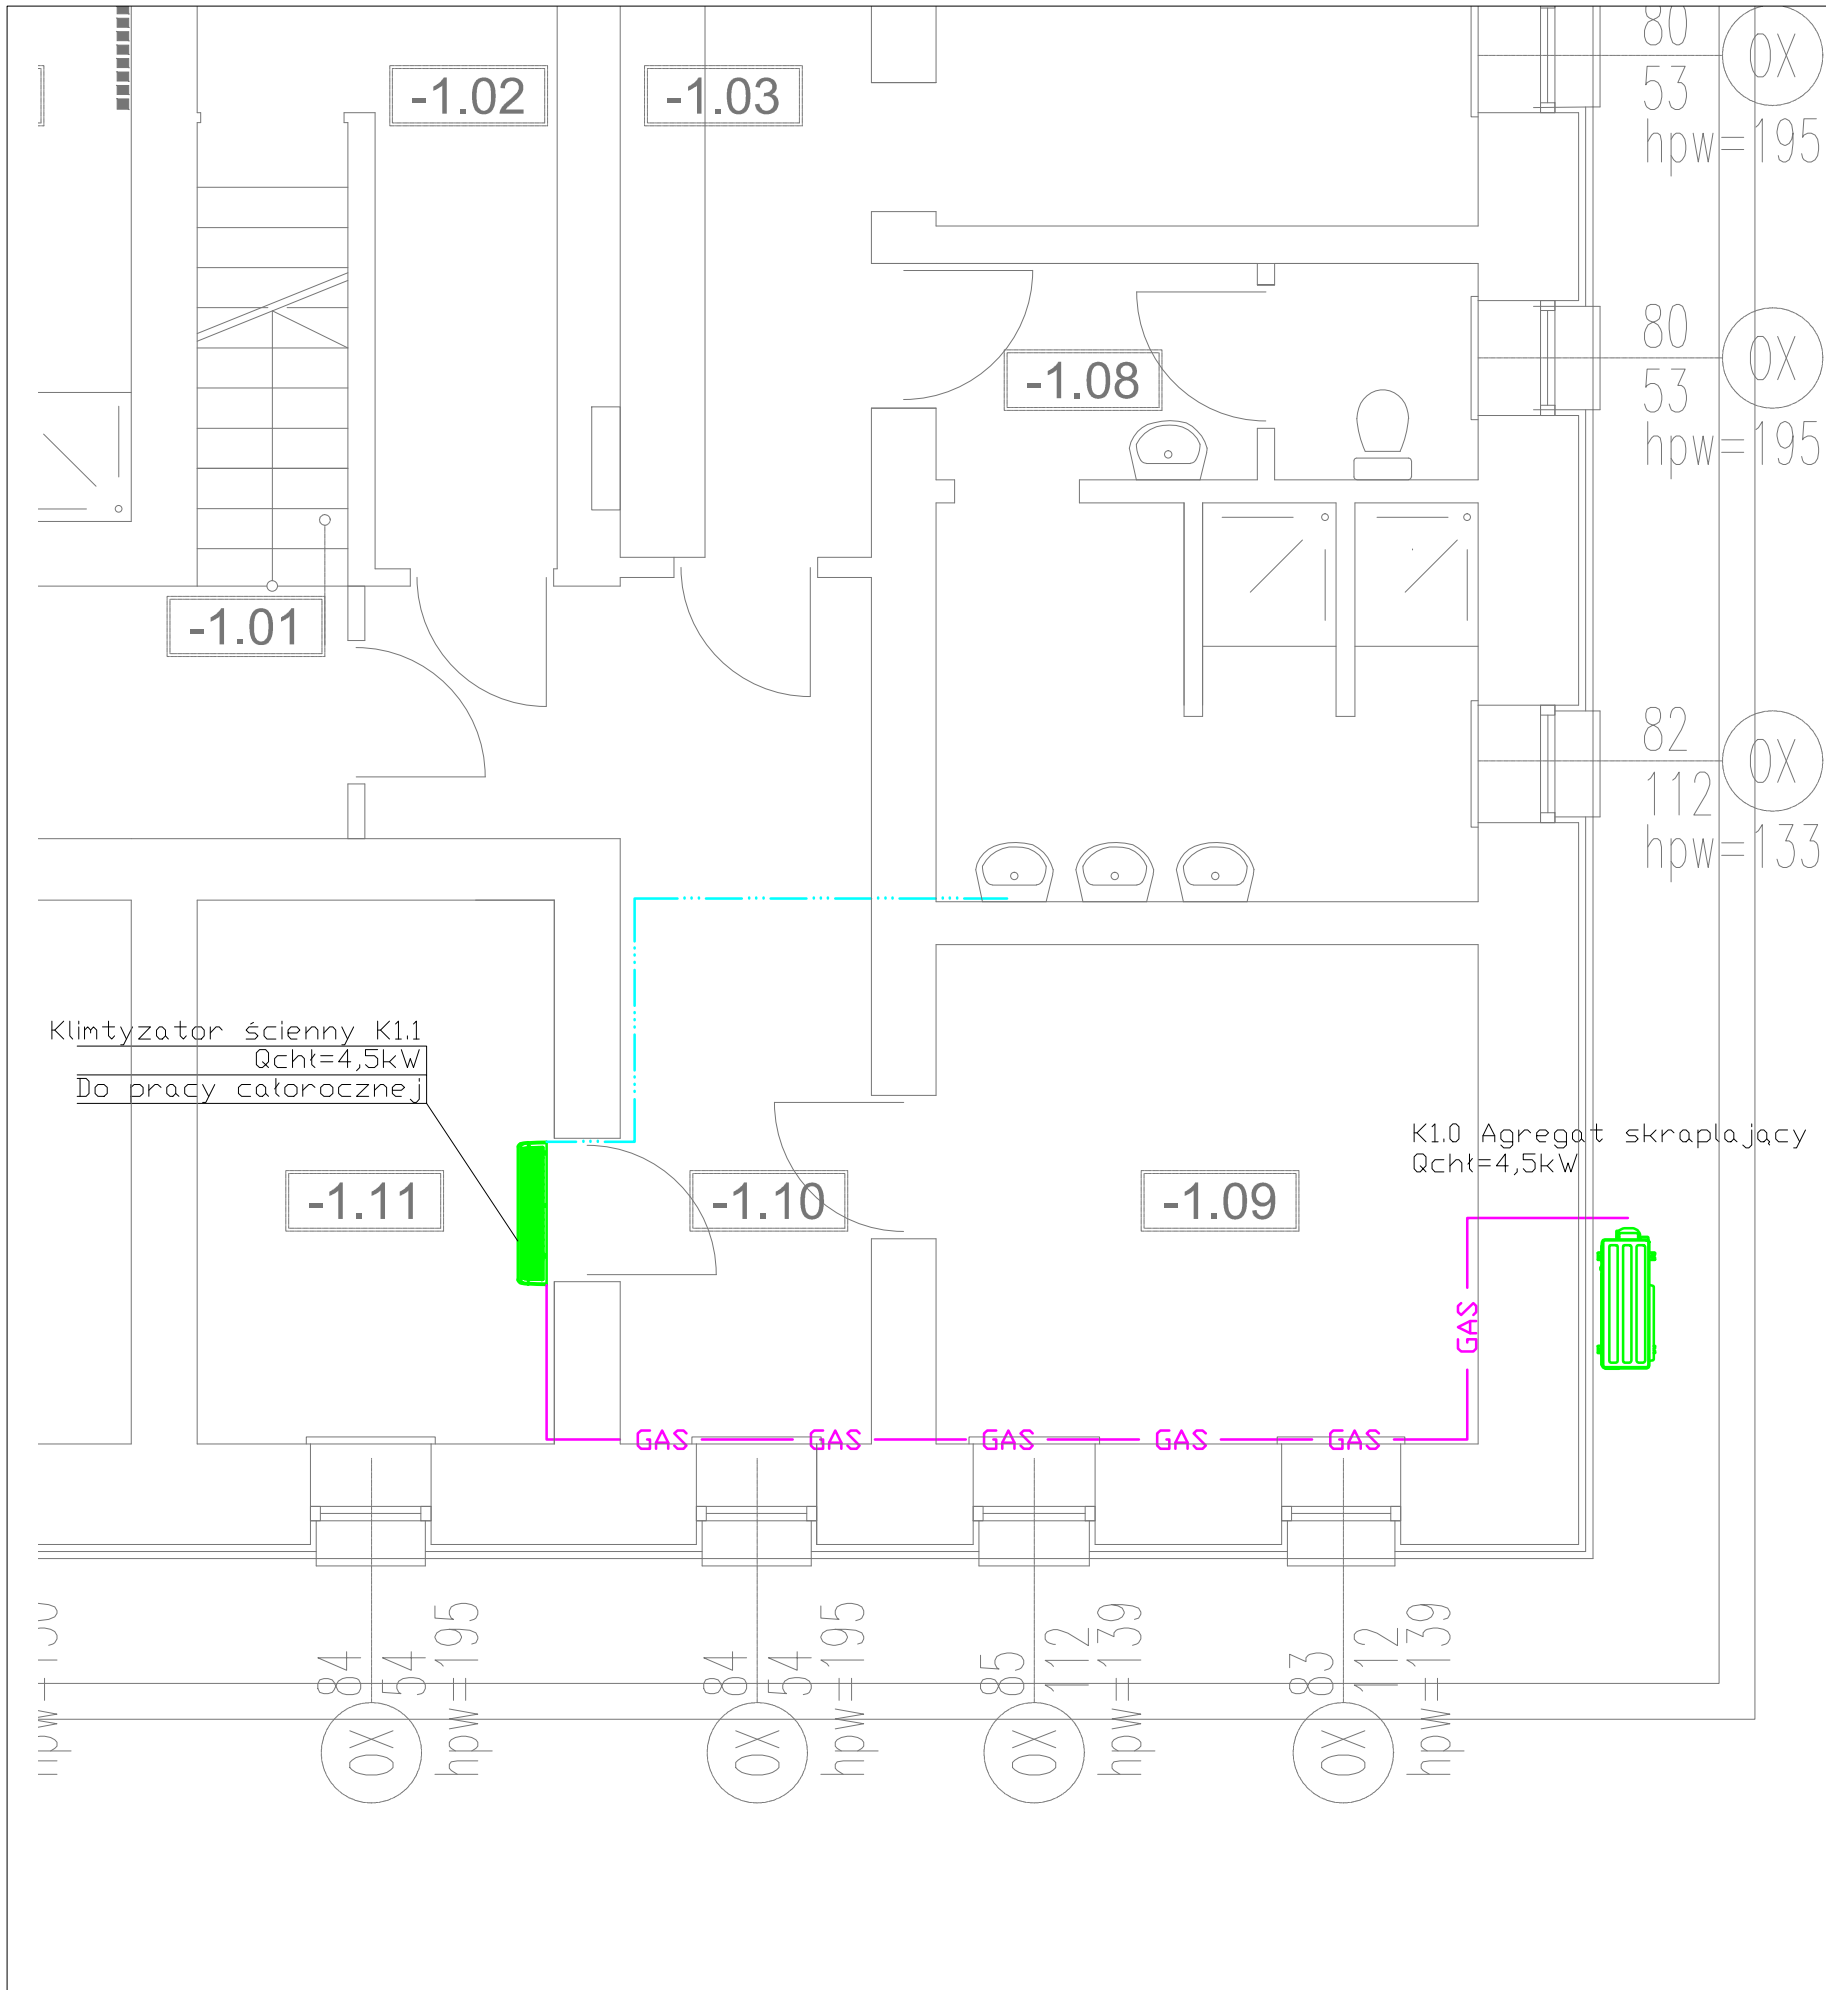 80
OX
53
hpw=195
-1.02
-1.03
80
OX
53
hpw=195
-1.08
-1.01
82
OX
112
hpw=133
Klimtyzator ścienny K1.1
Qchł=4,5kW
Do pracy całorocznej
K1.0 Agregat skraplający
Qchł=4,5kW
-1.11
-1.10
-1.09
GAS
GAS
GAS
GAS
GAS
GAS
84
54
hpw=195
OX
84
54
hpw=195
OX
85
112
hpw=139
OX
83
112
hpw=139
OX